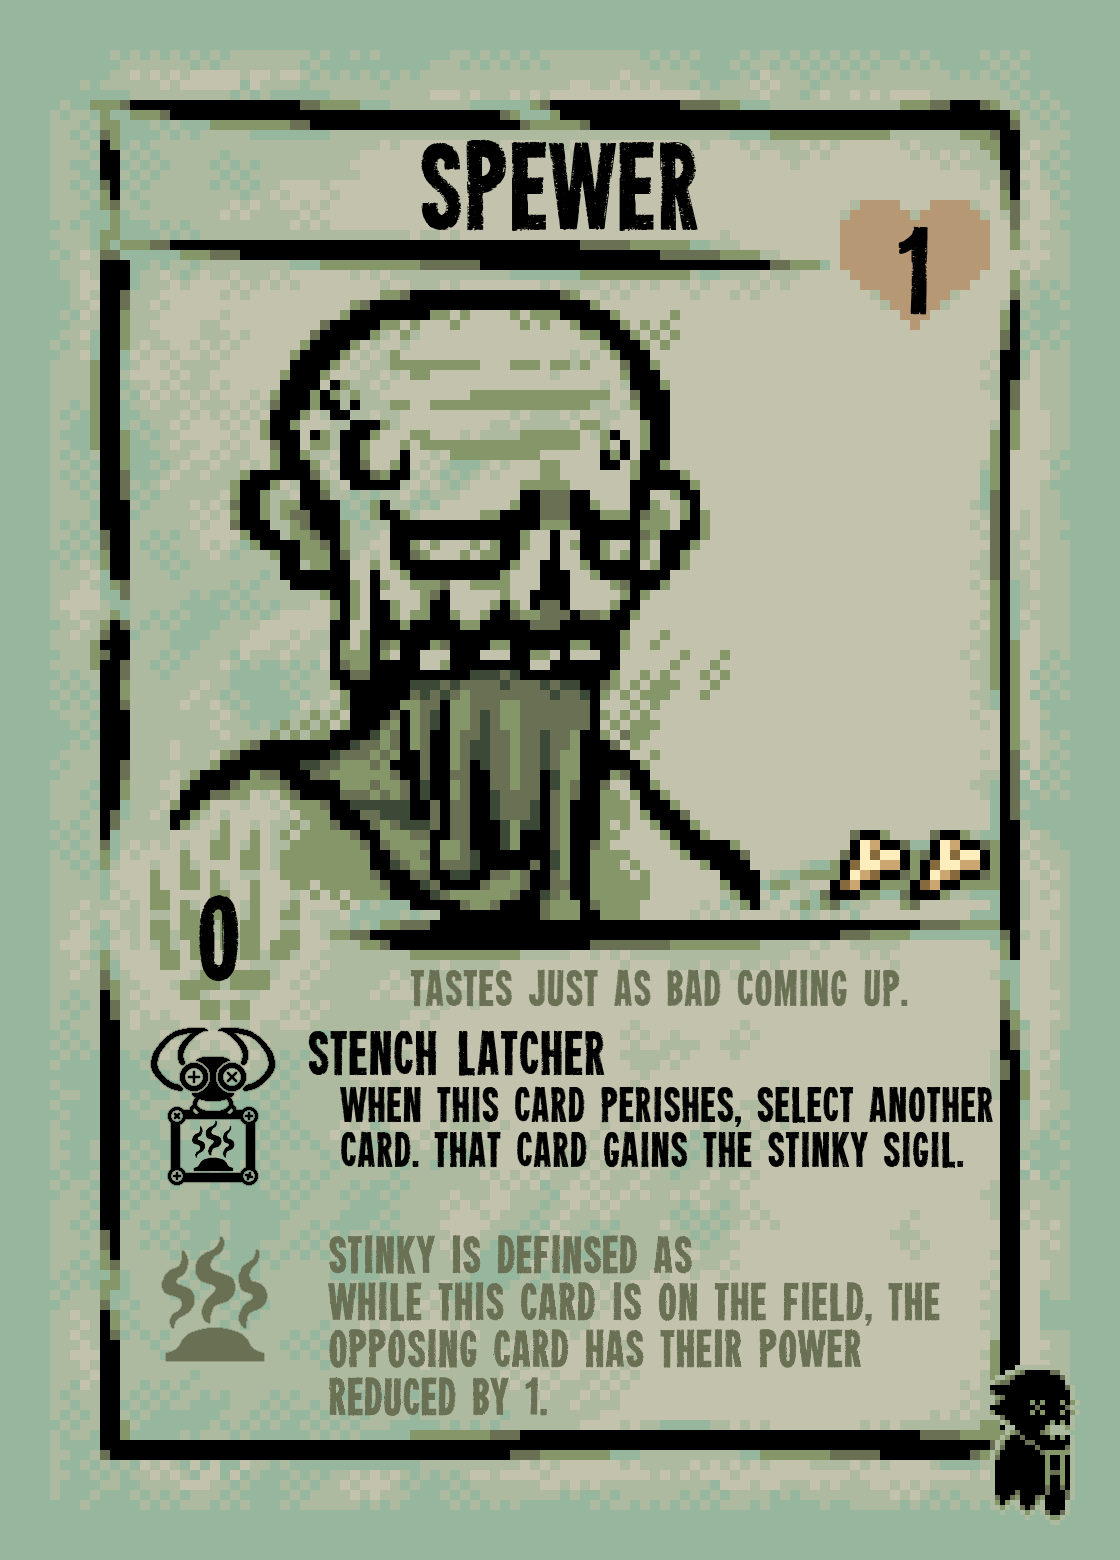 SPEWER
1
0
TASTES JUST AS BAD COMING UP.
STENCH LATCHER
WHEN THIS CARD PERISHES, SELECT ANOTHER
CARD. THAT CARD GAINS THE STINKY SIGIL.
STINKY IS DEFINSED AS
WHILE THIS CARD IS ON THE FIELD, THE
OPPOSING CARD HAS THEIR POWER
REDUCED BY 1.